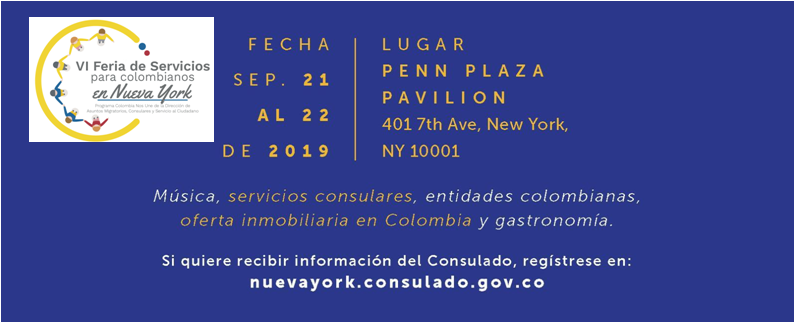 VI Feria de Servicios
para colombianos
en Nueva York
Programa Colombia Nos Une de la Dirección de
Asuntos Migratorios, Consulares y Servicio al Ciudadano
FECHA
SEP. 21
AL 22
DE 2019
LUGAR
PENN PLAZA
PAVILION
401 7th Ave, New York,
NY 10001
Música, servicios consulares, entidades colombianas,
oferta inmobiliaria en Colombia y gastronomía.
Si quiere recibir información del Consulado, regístrese en:
nuevayork.consulado.gov.co